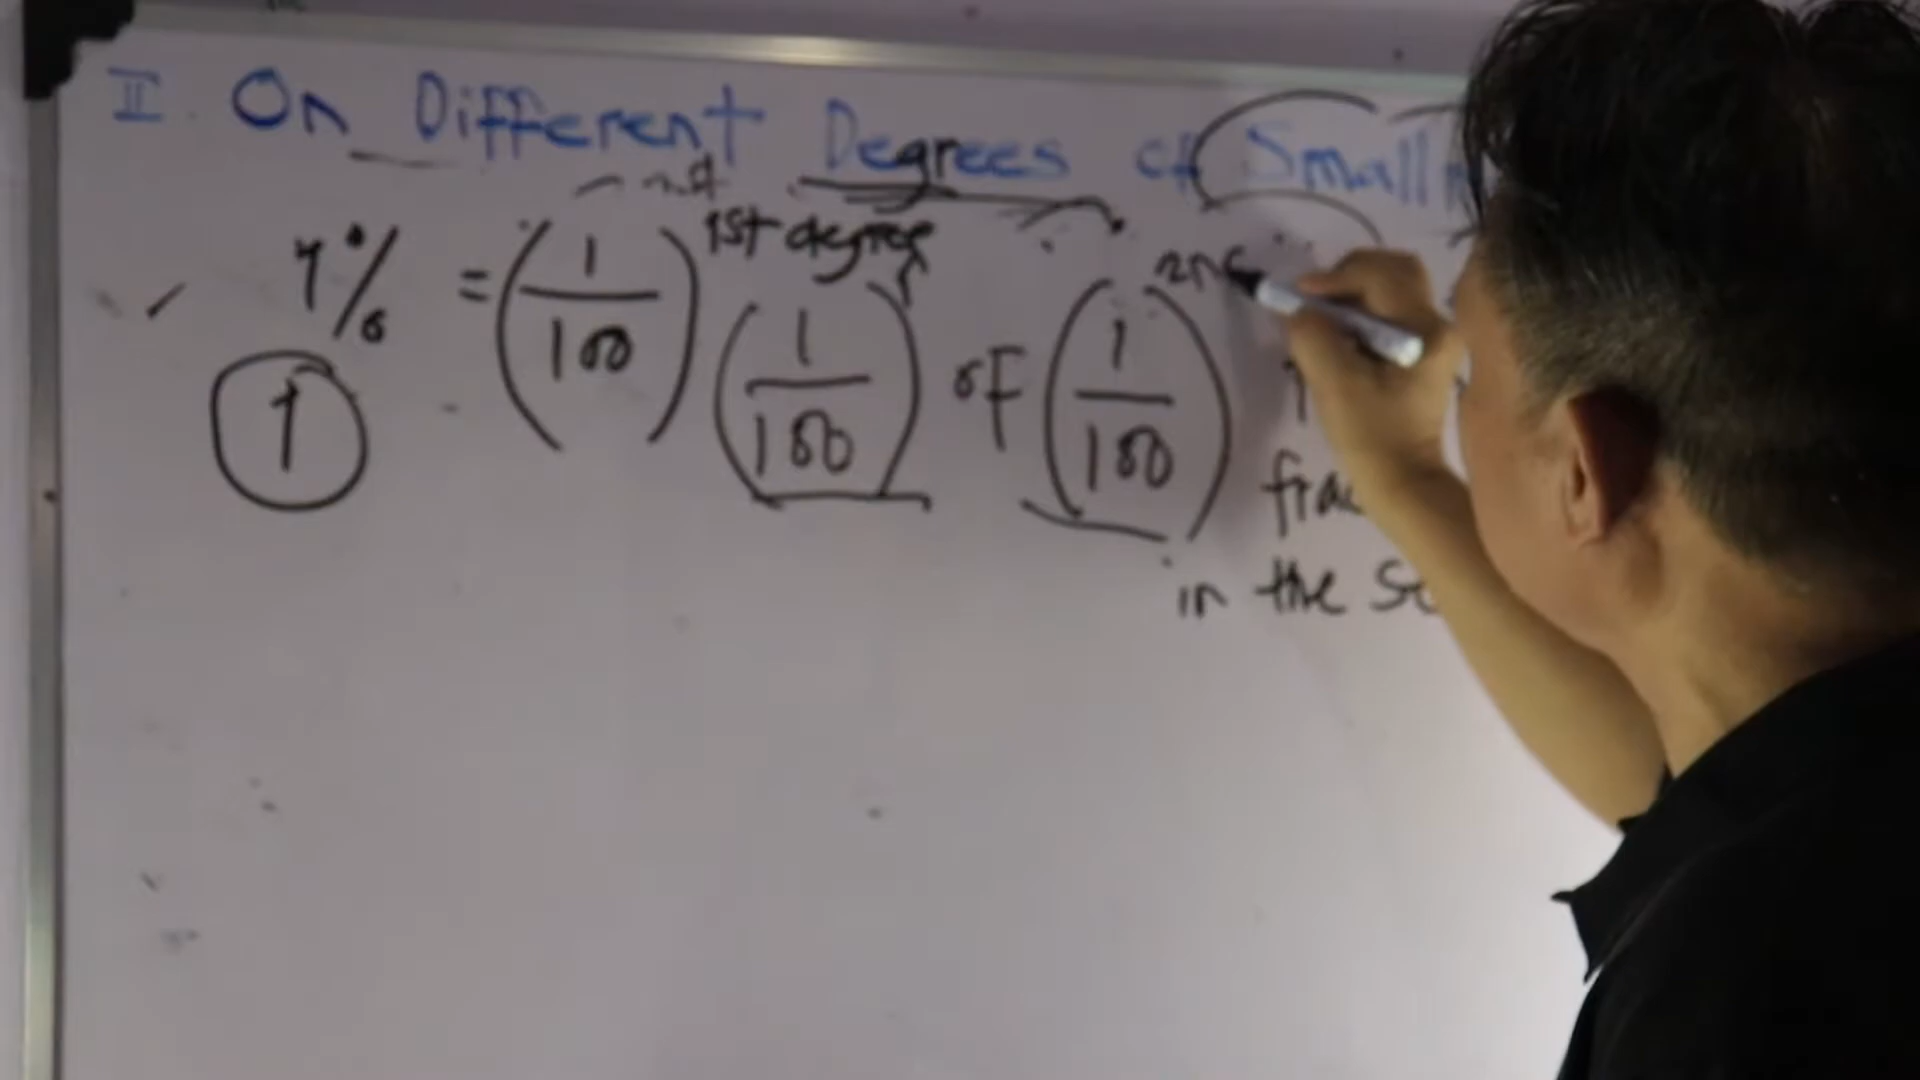 II. On Different Degrees of Small
1% = (1/100) 1st degree
(1/100) of (1/100) 2nd
1
in the